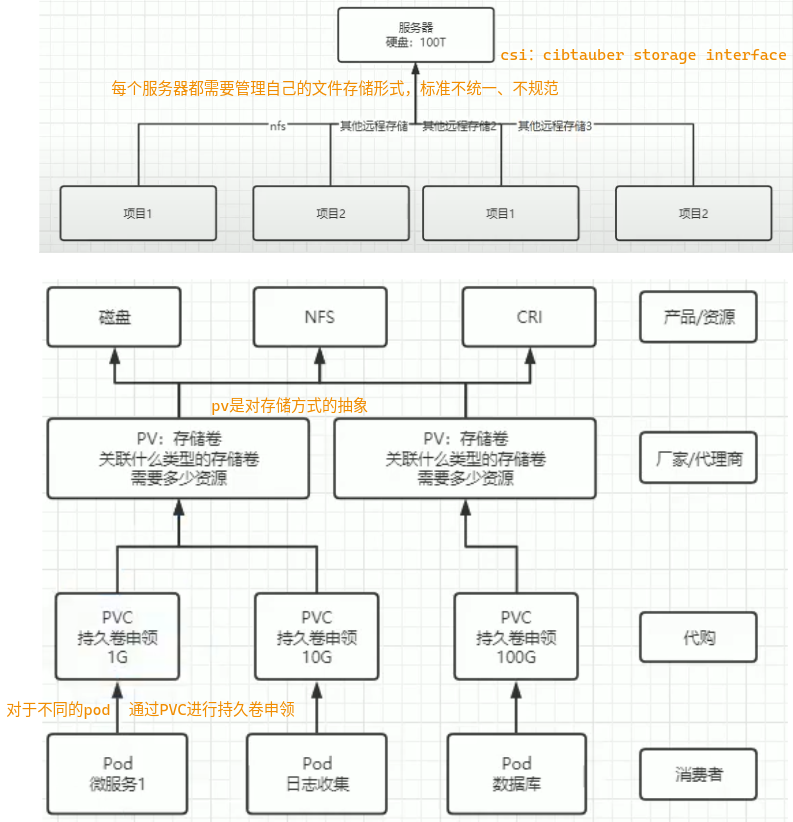 服务器
硬盘：100T
csi：cibtauber storage interface
每个服务器都需要管理自己的文件存储形式，标准不统一、不规范
nfs
其他远程存储
其他远程存储2
其他远程存储3
项目1
项目2
项目1
项目2
磁盘
NFS
CRI
产品/资源
pv是对存储方式的抽象
PV：存储卷
关联什么类型的存储卷
需要多少资源
PV：存储卷
关联什么类型的存储卷
需要多少资源
厂家/代理商
PVC
持久卷申领
1G
PVC
持久卷申领
10G
PVC
持久卷申领
100G
代购
对于不同的pod 通过PVC进行持久卷申领
Pod
微服务1
Pod
日志收集
Pod
数据库
消费者